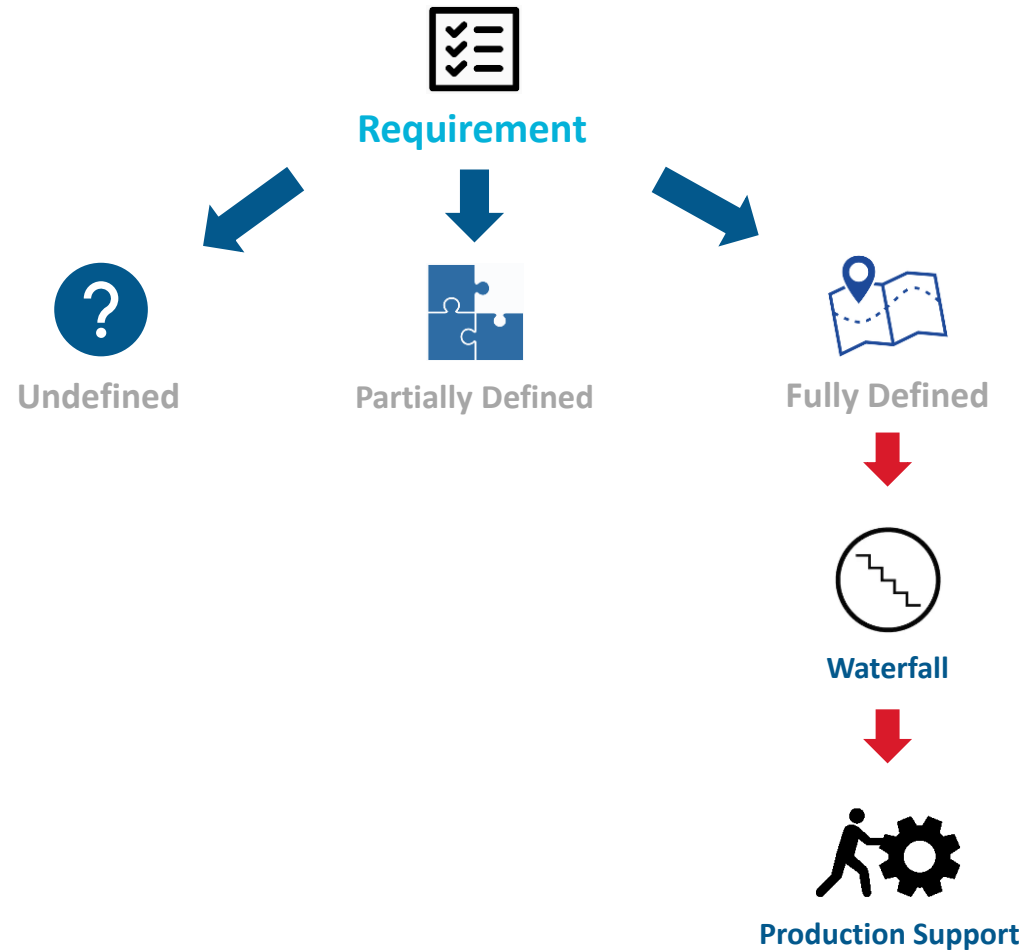 Requirement
Undefined
Partially Defined
Fully Defined
Waterfall
Production Support